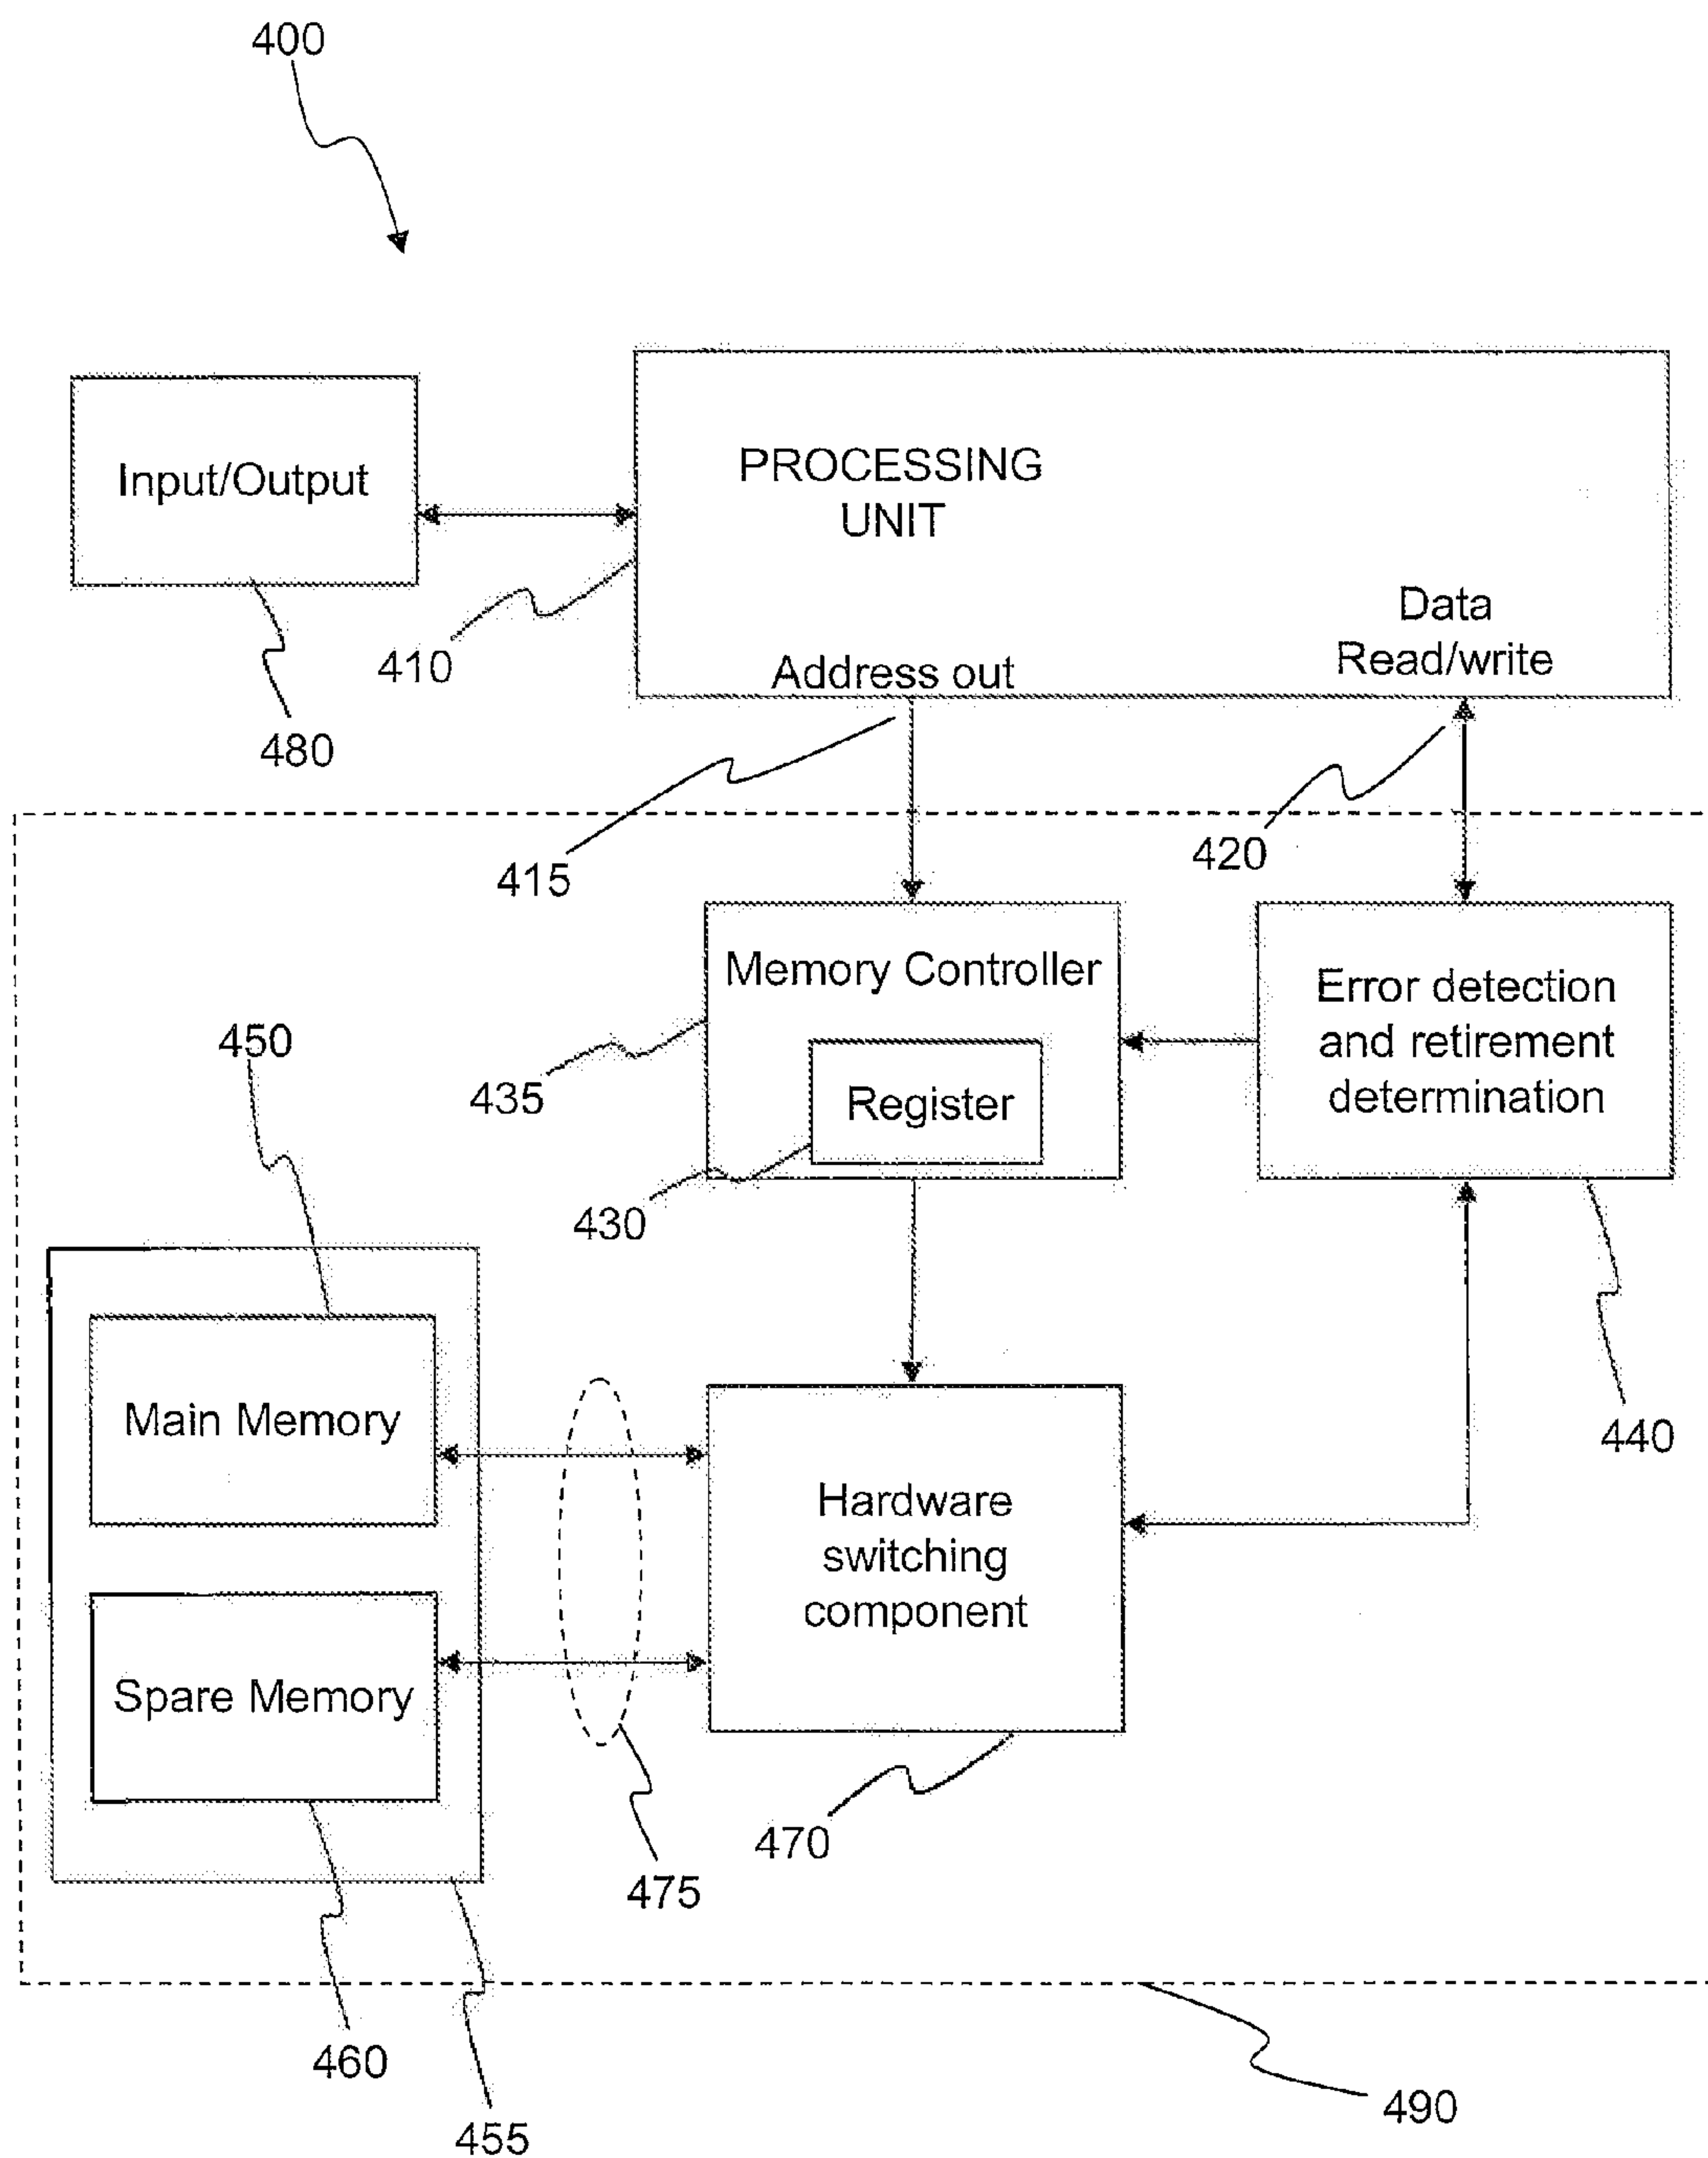 400
Input/Output
PROCESSING
UNIT
Data
Read/write
Address out
410
480
415
420
Memory Controller
Register
Error detection
and retirement
determination
435
430
440
450
Main Memory
Spare Memory
Hardware
switching
component
475
470
460
455
490